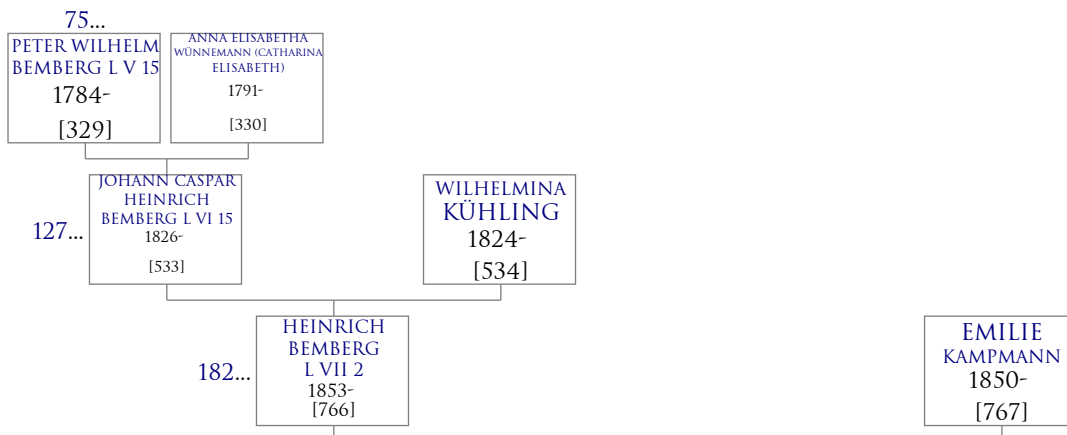 75...
PETER WILHELM
BEMBERG L V 15
1784-
[329]
ANNA ELISABETHA
WÜNNEMANN (CATHARINA
ELISABETH)
1791-
[330]
127...
JOHANN CASPAR
HEINRICH
BEMBERG L VI 15
1826-
[533]
WILHELMINA
KÜHLING
1824-
[534]
182...
HEINRICH
BEMBERG
L VII 2
1853-
[766]
EMILIE
KAMPMANN
1850-
[767]